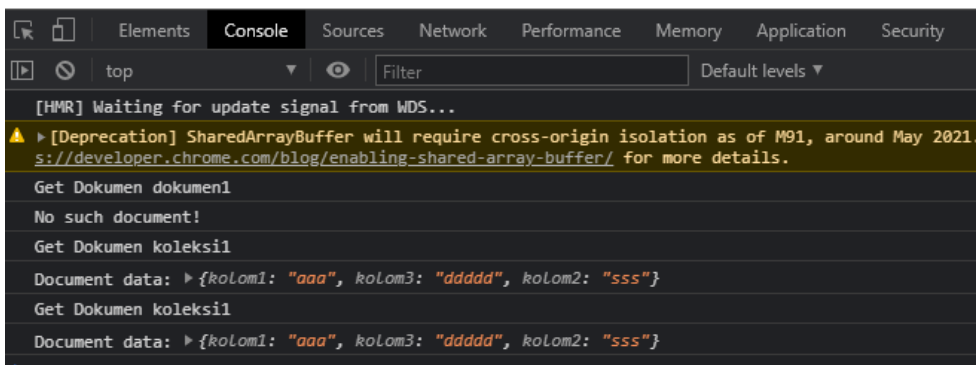 Elements Console Sources Network Performance Memory Application Security
top Filter Default levels
[HMR] Waiting for update signal from WDS...
[Deprecation] SharedArrayBuffer will require cross-origin isolation as of M91, around May 2021.
s://developer.chrome.com/blog/enabling-shared-array-buffer/ for more details.
Get Dokumen dokumen1
No such document!
Get Dokumen koleksi1
Document data: {kolom1: "aaa", kolom3: "ddddd", kolom2: "sss"}
Get Dokumen koleksi1
Document data: {kolom1: "aaa", kolom3: "ddddd", kolom2: "sss"}